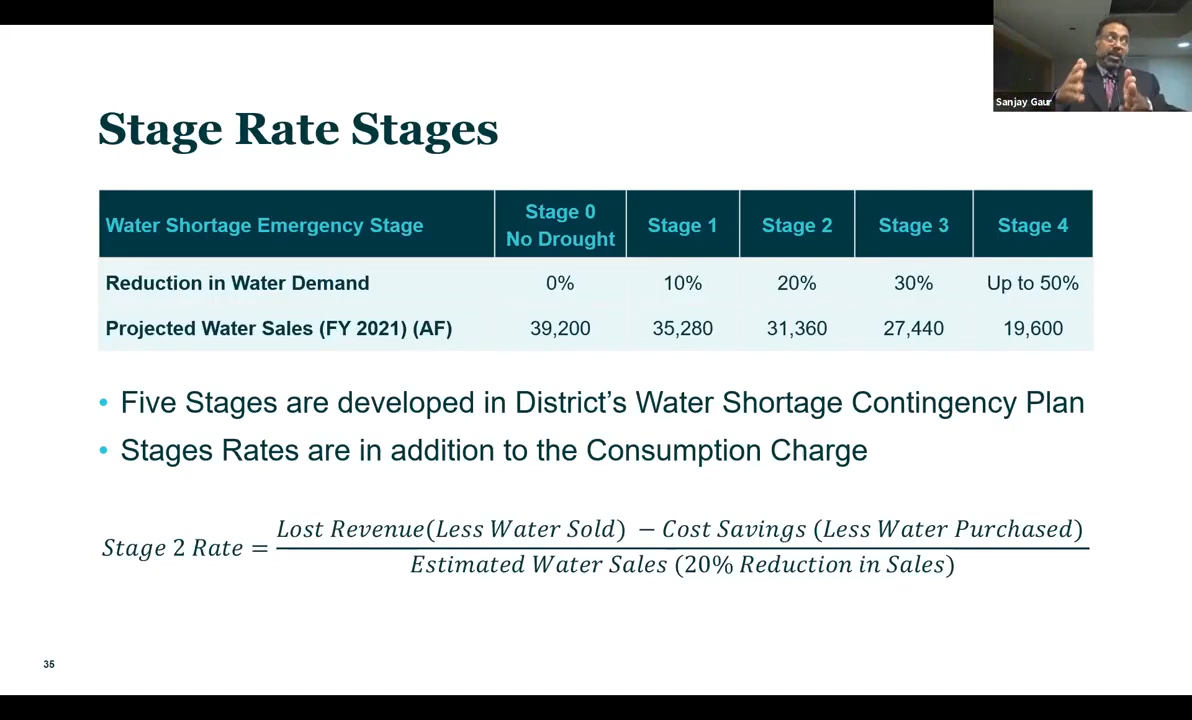 Sanjay Gaur
Stage Rate Stages
Water Shortage Emergency Stage Stage 0 No Drought Stage 1 Stage 2 Stage 3 Stage 4
Reduction in Water Demand 0% 10% 20% 30% Up to 50%
Projected Water Sales (FY 2021) (AF) 39,200 35,280 31,360 27,440 19,600
• Five Stages are developed in District's Water Shortage Contingency Plan
• Stages Rates are in addition to the Consumption Charge
Lost Revenue(Less Water Sold) − Cost Savings (Less Water Purchased)
Stage 2 Rate =
Estimated Water Sales (20% Reduction in Sales)
35